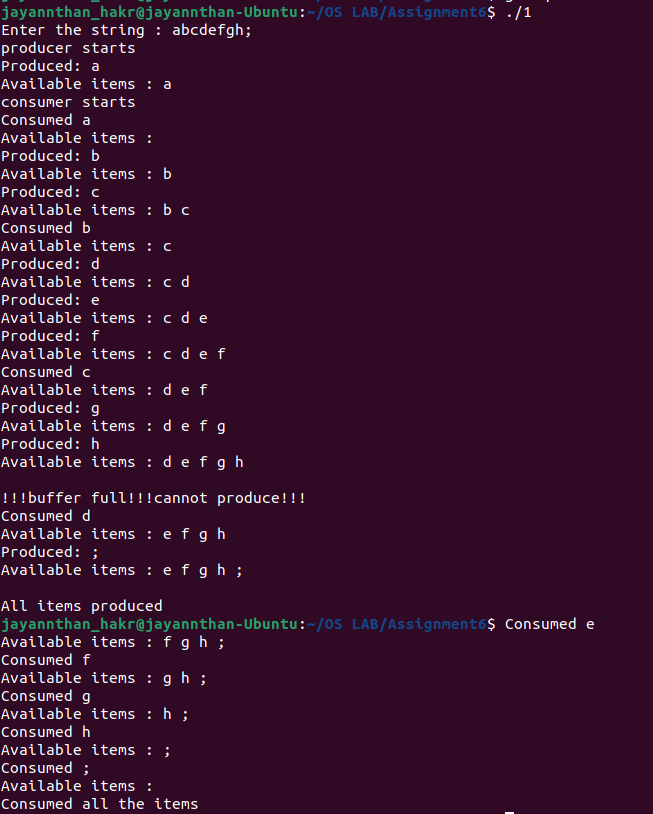 jayannthan_hakr@jayannthan-Ubuntu:~/OS LAB/Assignment6$ ./1
Enter the string : abcdefgh;
producer starts
Produced: a
Available items : a
consumer starts
Consumed a
Available items :
Produced: b
Available items : b
Produced: c
Available items : b c
Consumed b
Available items : c
Produced: d
Available items : c d
Produced: e
Available items : c d e
Produced: f
Available items : c d e f
Consumed c
Available items : d e f
Produced: g
Available items : d e f g
Produced: h
Available items : d e f g h

!!!buffer full!!!cannot produce!!!
Consumed d
Available items : e f g h
Produced: ;
Available items : e f g h ;

All items produced
jayannthan_hakr@jayannthan-Ubuntu:~/OS LAB/Assignment6$ Consumed e
Available items : f g h ;
Consumed f
Available items : g h ;
Consumed g
Available items : h ;
Consumed h
Available items : ;
Consumed ;
Available items :
Consumed all the items